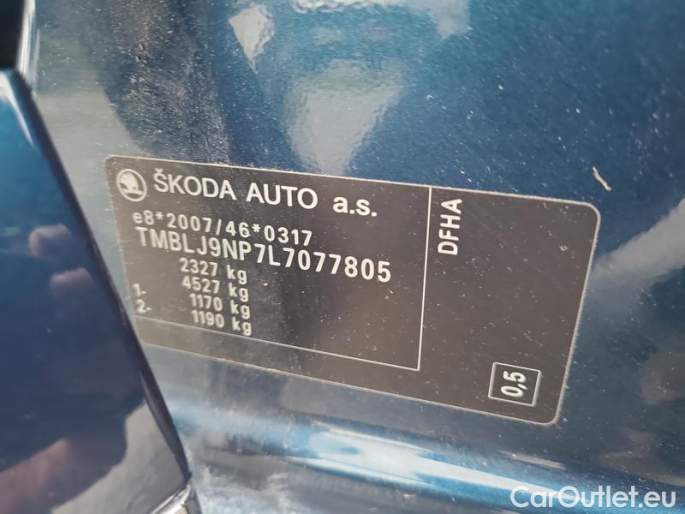 ŠKODA AUTO a.s.
e8*2007/46*0317
TMBLJ9NP7L7077805
2327 kg
1- 4527 kg
2- 1170 kg
1190 kg
DFHA
0,5
CarOutlet.eu